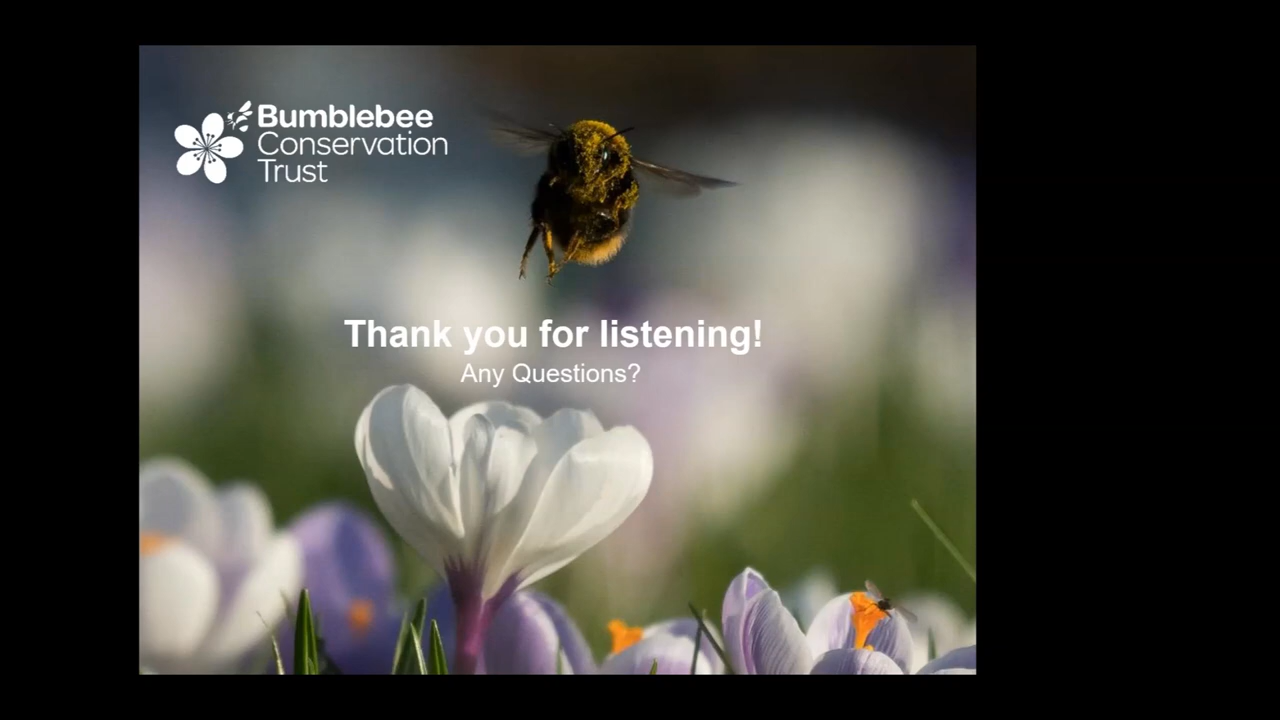 Bumblebee
Conservation
Trust
Thank you for listening!
Any Questions?